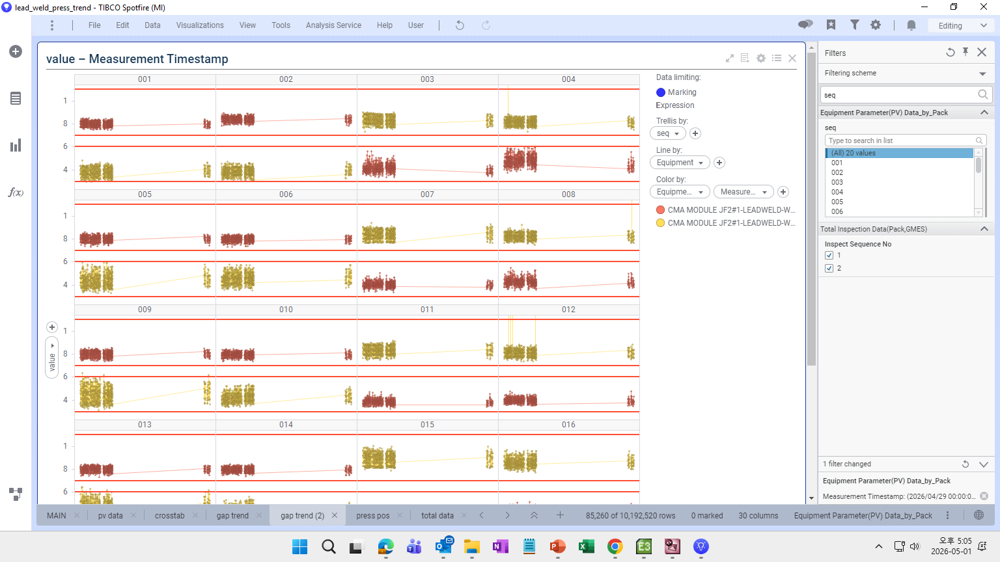 lead_weld_press_trend - TIBCO Spotfire (MI)
File Edit Data Visualizations View Tools Analysis Service Help User
Editing
value – Measurement Timestamp
001 002 003 004
1
8
6
4
005 006 007 008
1
8
6
4
009 010 011 012
1
8
6
4
013 014 015 016
1
8
6
value
Data limiting:
Marking
Expression
Trellis by:
seq
Line by:
Equipment
Color by:
Equipme... Measure...
CMA MODULE JF2#1-LEADWELD-W...
CMA MODULE JF2#1-LEADWELD-W...
Filters
Filtering scheme
seq
Equipment Parameter(PV) Data_by_Pack
seq
Type to search in list
(All) 20 values
001
002
003
004
005
006
Total Inspection Data(Pack,GMES)
Inspect Sequence No
1
2
1 filter changed
Equipment Parameter(PV) Data_by_Pack
Measurement Timestamp: (2026/04/29 00:00:0...
MAIN pv data crosstab gap trend gap trend (2) press pos total data
85,260 of 10,192,520 rows 0 marked 30 columns Equipment Parameter(PV) Data_by_Pack
E3
오후 5:05
2026-05-01